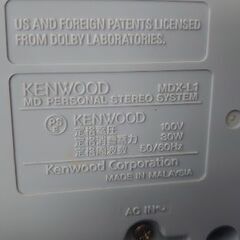 US AND FOREIGN PATENTS LICENSED
FROM DOLBY LABORATORIES.
KENWOOD MDX-L1
MD PERSONAL STEREO SYSTEM
KENWOOD
定格電圧 100V
定格消費電力 30W
定格周波数 50/60Hz
Kenwood Corporation
MADE IN MALAYSIA
AC IN